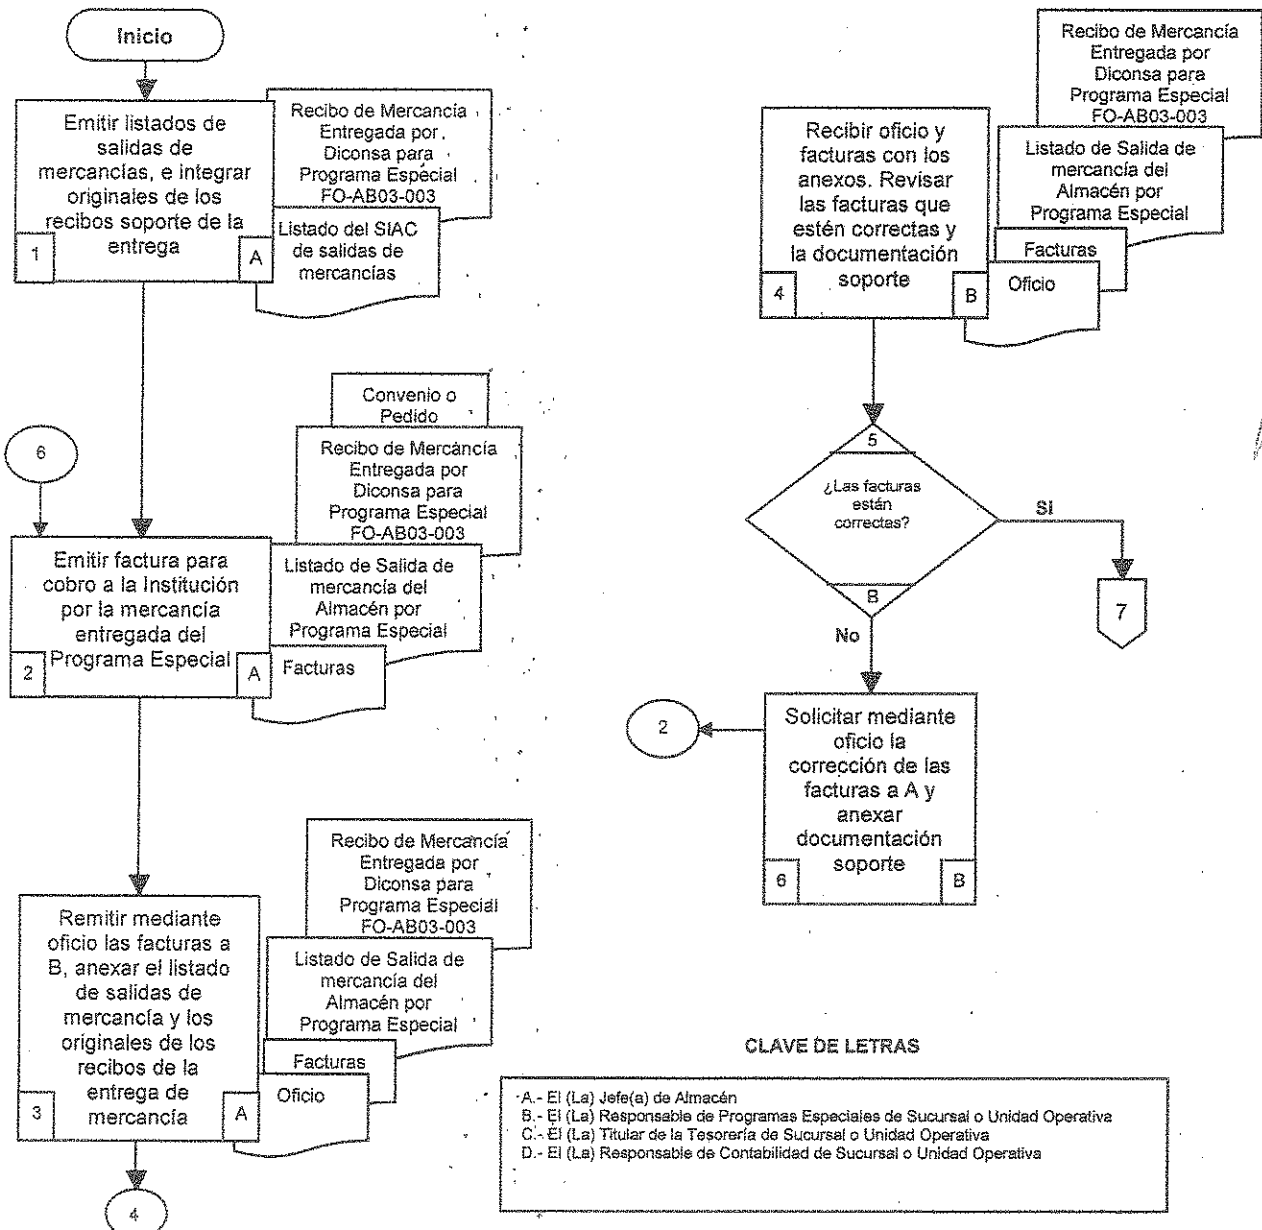 Inicio
Emitir listados de
salidas de
mercancías, e integrar
originales de los
recibos soporte de la
entrega
1
A
Recibo de Mercancía
Entregada por
Diconsa para
Programa Especial
FO-AB03-003
Listado del SIAC
de salidas de
mercancías
6
Emitir factura para
cobro a la Institución
por la mercancía
entregada del
Programa Especial
2
A
Convenio o
Pedido
Recibo de Mercancía
Entregada por
Diconsa para
Programa Especial
FO-AB03-003
Listado de Salida de
mercancía del
Almacén por
Programa Especial
Facturas
Remitir mediante
oficio las facturas a
B, anexar el listado
de salidas de
mercancía y los
originales de los
recibos de la
entrega de
mercancía
3
A
Recibo de Mercancía
Entregada por
Diconsa para
Programa Especial
FO-AB03-003
Listado de Salida de
mercancía del
Almacén por
Programa Especial
Facturas
Oficio
4
Recibir oficio y
facturas con los
anexos. Revisar
las facturas que
estén correctas y
la documentación
soporte
4
B
Recibo de Mercancía
Entregada por
Diconsa para
Programa Especial
FO-AB03-003
Listado de Salida de
mercancía del
Almacén por
Programa Especial
Facturas
Oficio
5
¿Las facturas
están
correctas?
B
SI
7
No
Solicitar mediante
oficio la
corrección de las
facturas a A y
anexar
documentación
soporte
6
B
2
CLAVE DE LETRAS
A.- El (La) Jefe(a) de Almacén
B.- El (La) Responsable de Programas Especiales de Sucursal o Unidad Operativa
C.- El (La) Titular de la Tesorería de Sucursal o Unidad Operativa
D.- El (La) Responsable de Contabilidad de Sucursal o Unidad Operativa